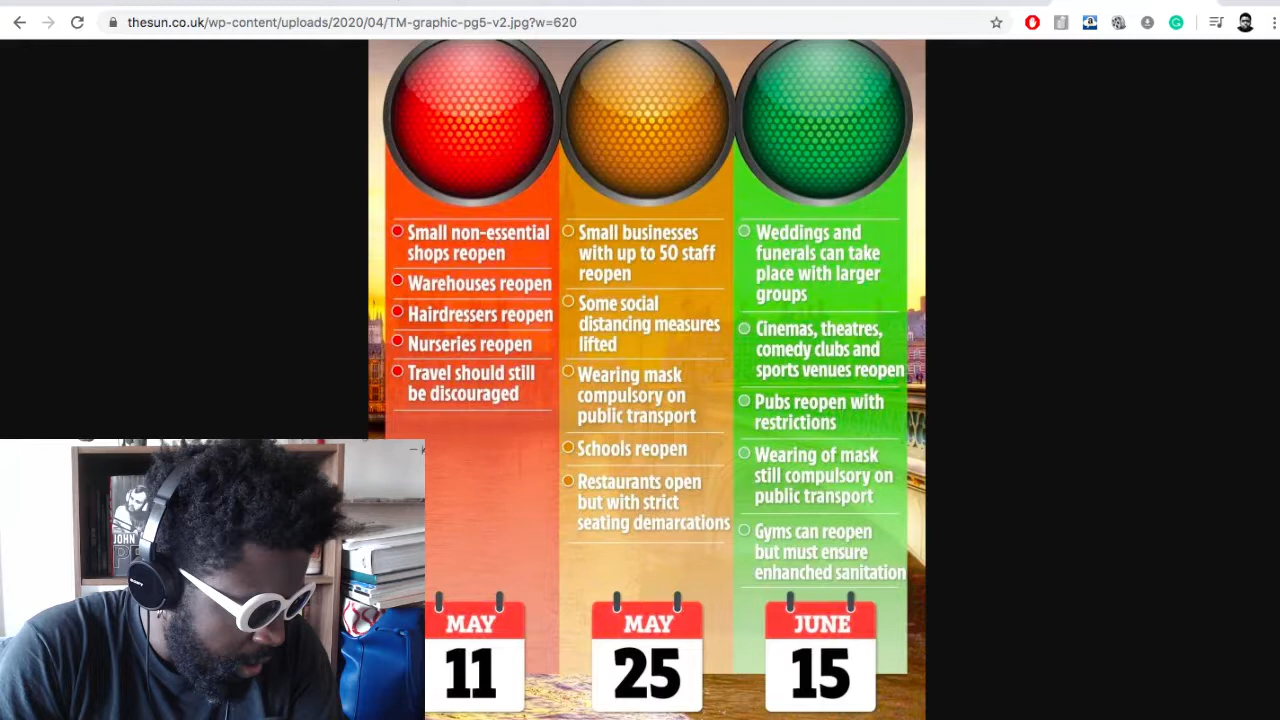 thesun.co.uk/wp-content/uploads/2020/04/TM-graphic-pg5-v2.jpg?w=620
Small non-essential
shops reopen
Warehouses reopen
Hairdressers reopen
Nurseries reopen
Travel should still
be discouraged
Small businesses
with up to 50 staff
reopen
Some social
distancing measures
lifted
Wearing mask
compulsory on
public transport
Schools reopen
Restaurants open
but with strict
seating demarcations
Weddings and
funerals can take
place with larger
groups
Cinemas, theatres,
comedy clubs and
sports venues reopen
Pubs reopen with
restrictions
Wearing of mask
still compulsory on
public transport
Gyms can reopen
but must ensure
enhanched sanitation
MAY
11
MAY
25
JUNE
15
JOHN